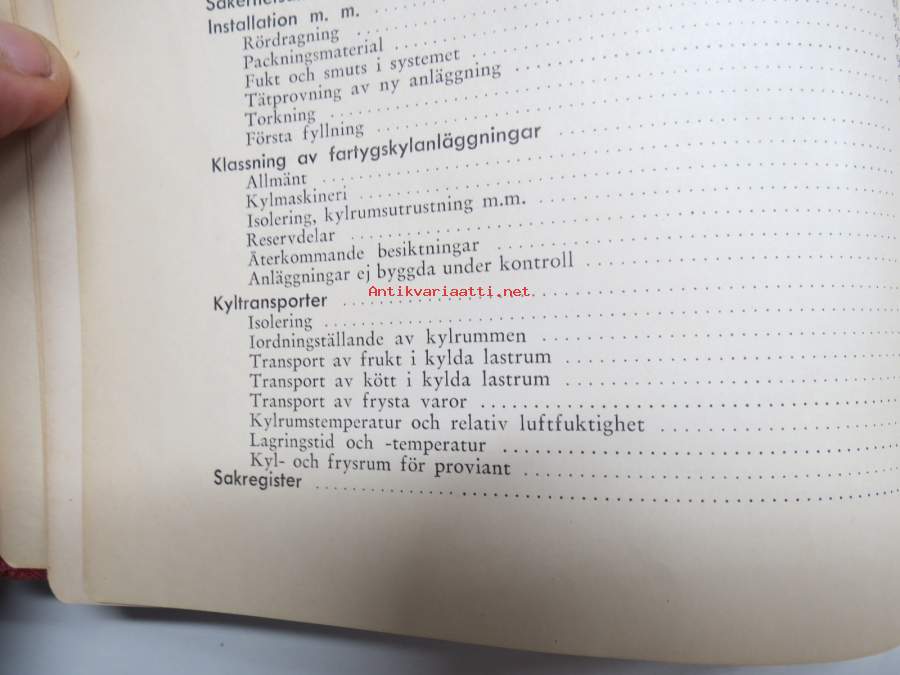 Installation m. m.
Rördragning
Packningsmaterial
Fukt och smuts i systemet
Tätprovning av ny anläggning
Torkning
Första fyllning
Klassning av fartygskylanläggningar
Allmänt
Kylmaskineri
Isolering, kylrumsutrustning m.m.
Reservdelar
Återkommande besiktningar
Anläggningar ej byggda under kontroll
Antikvariaatti.net
Kyltransporter
Isolering
Iordningställande av kylrummen
Transport av frukt i kylda lastrum
Transport av kött i kylda lastrum
Transport av frysta varor
Kylrumstemperatur och relativ luftfuktighet
Lagringstid och -temperatur
Kyl- och frysrum för proviant
Sakregister